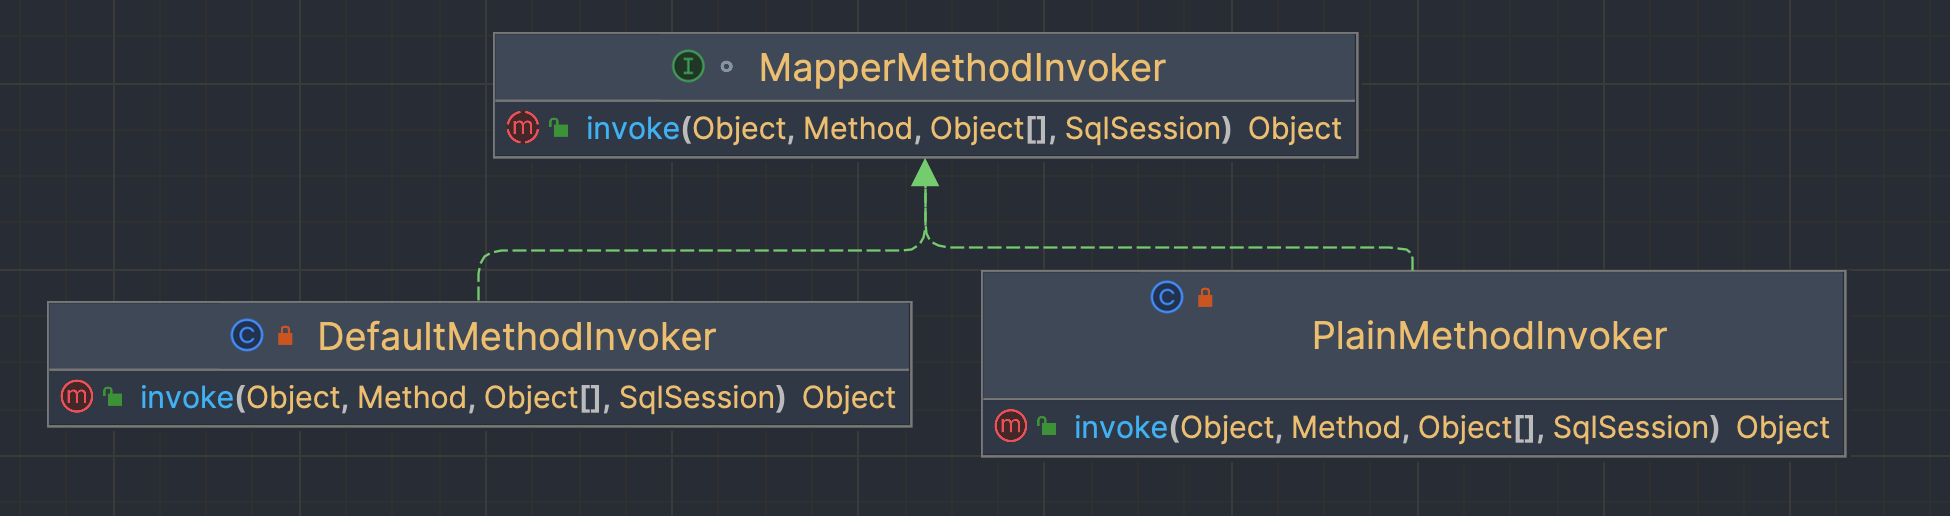 I MapperMethodInvoker
m invoke(Object, Method, Object[], SqlSession) Object
C DefaultMethodInvoker
m invoke(Object, Method, Object[], SqlSession) Object
C PlainMethodInvoker
m invoke(Object, Method, Object[], SqlSession) Object